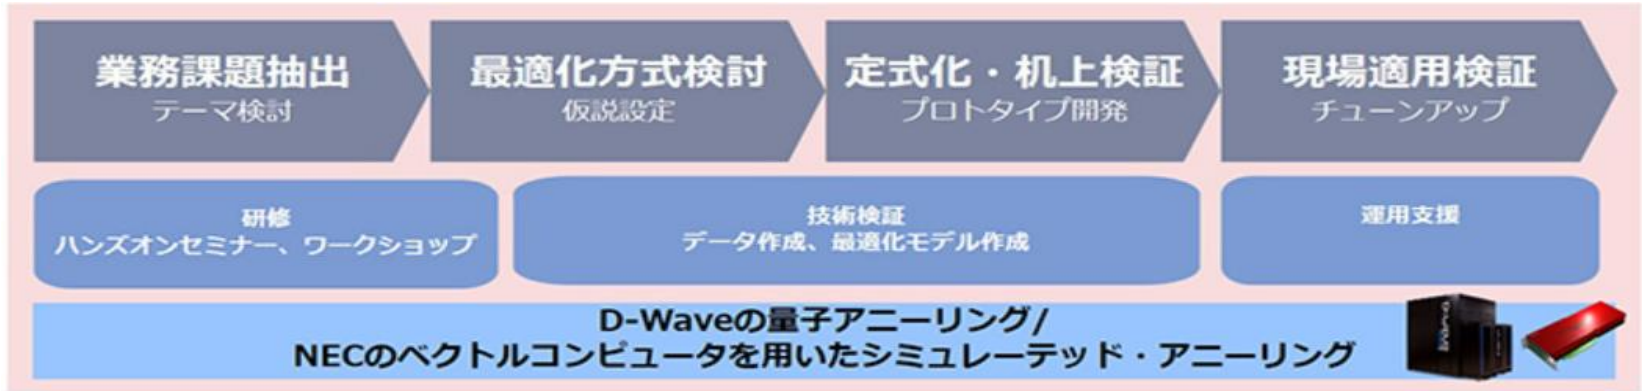 業務課題抽出
テーマ検討
最適化方式検討
仮説設定
定式化・机上検証
プロトタイプ開発
現場適用検証
チューンアップ
研修
ハンズオンセミナー、ワークショップ
技術検証
データ作成、最適化モデル作成
運用支援
D-Waveの量子アニーリング/
NECのベクトルコンピュータを用いたシミュレーテッド・アニーリング